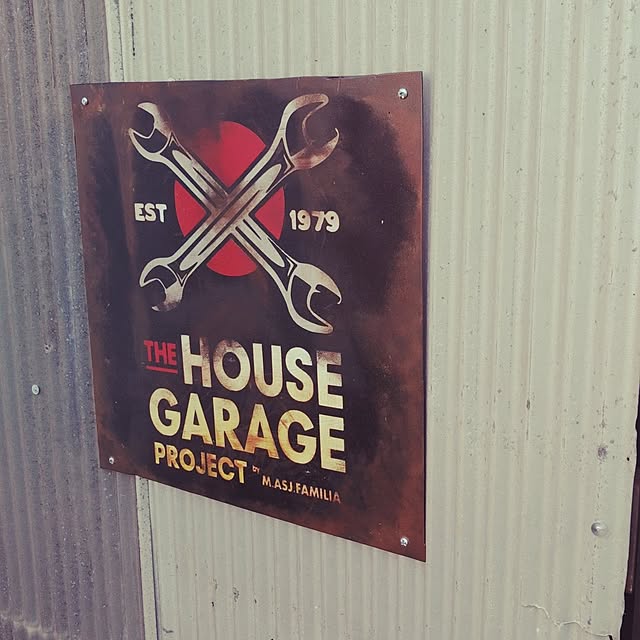 EST 1979
THE HOUSE
GARAGE
PROJECT by M.ASJ.FAMILIA